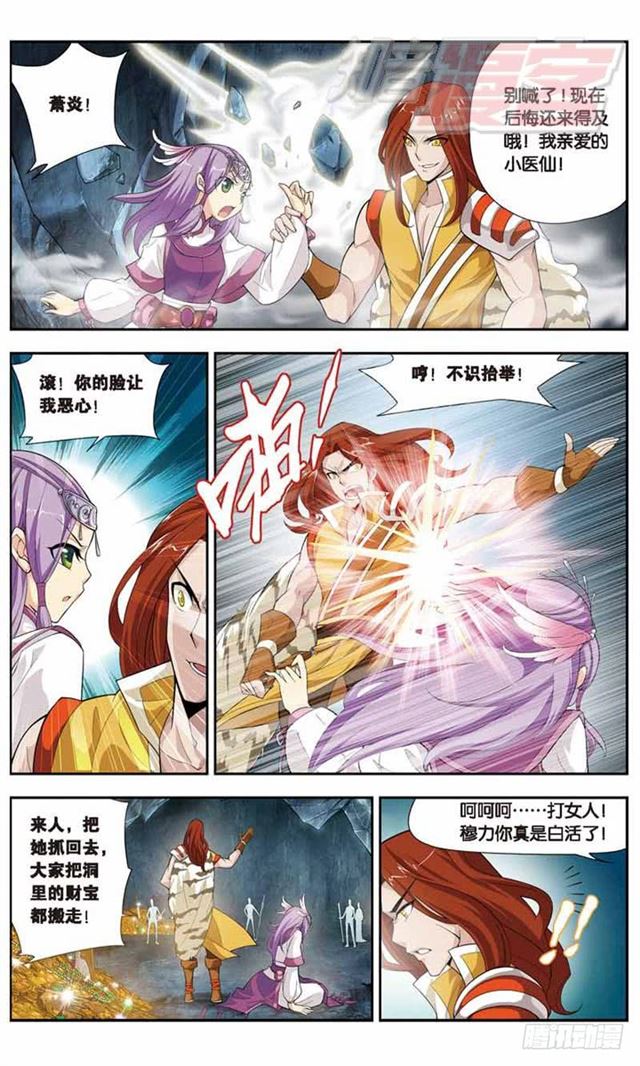 萧炎！
别喊了！现在
后悔还来得及
哦！我亲爱的
小医仙！
滚！你的脸让
我恶心！
哼！不识抬举！
啪！
来人，把
她抓回去，
大家把洞
里的财宝
都搬走！
呵呵呵……打女人！
穆力你真是白活了！
!!
腾讯动漫